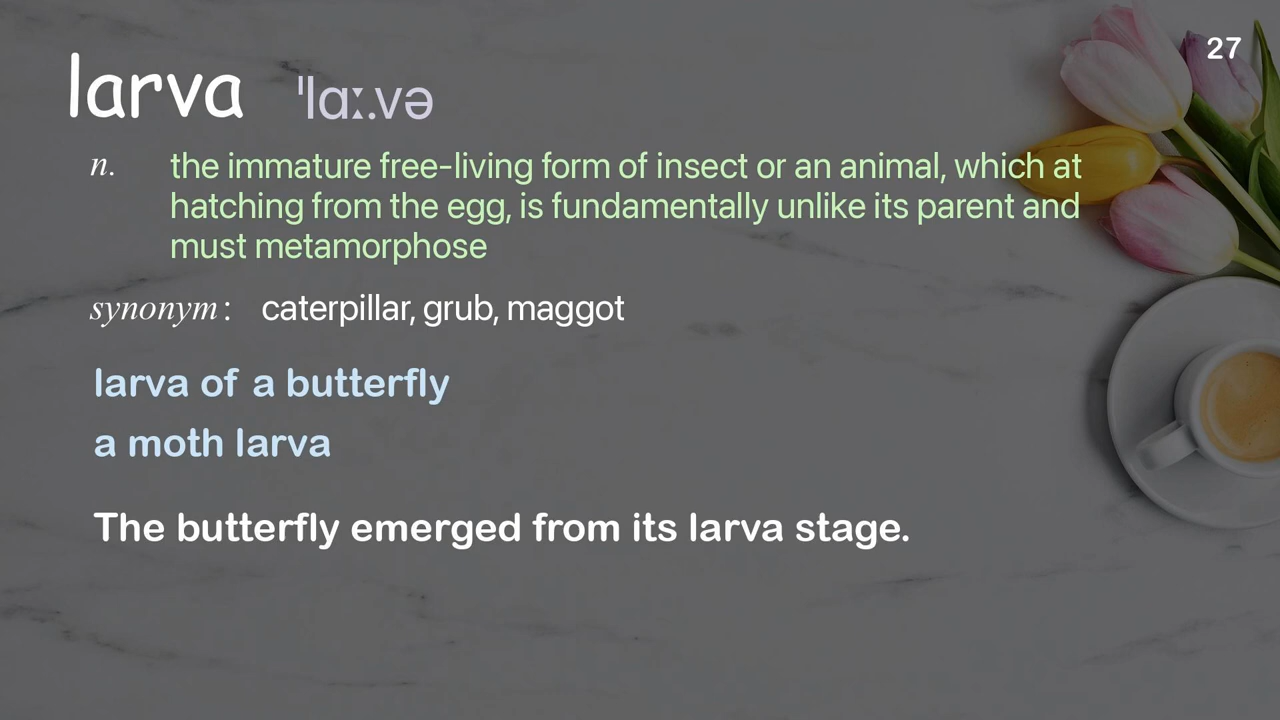 27
larva ˈlɑː.və
n. the immature free-living form of insect or an animal, which at
hatching from the egg, is fundamentally unlike its parent and
must metamorphose
synonym: caterpillar, grub, maggot
larva of a butterfly
a moth larva
The butterfly emerged from its larva stage.